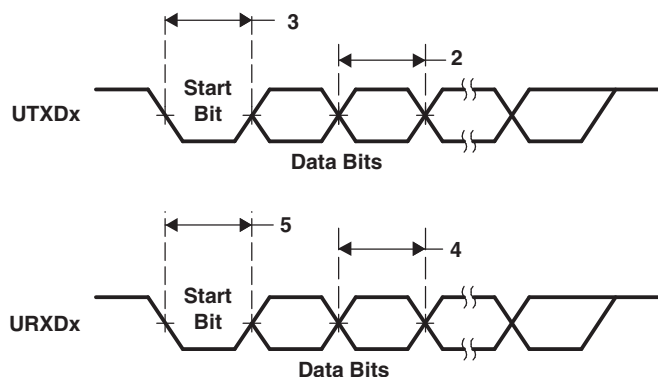 3
2
Start
Bit
UTXDx
Data Bits
5
4
Start
Bit
URXDx
Data Bits